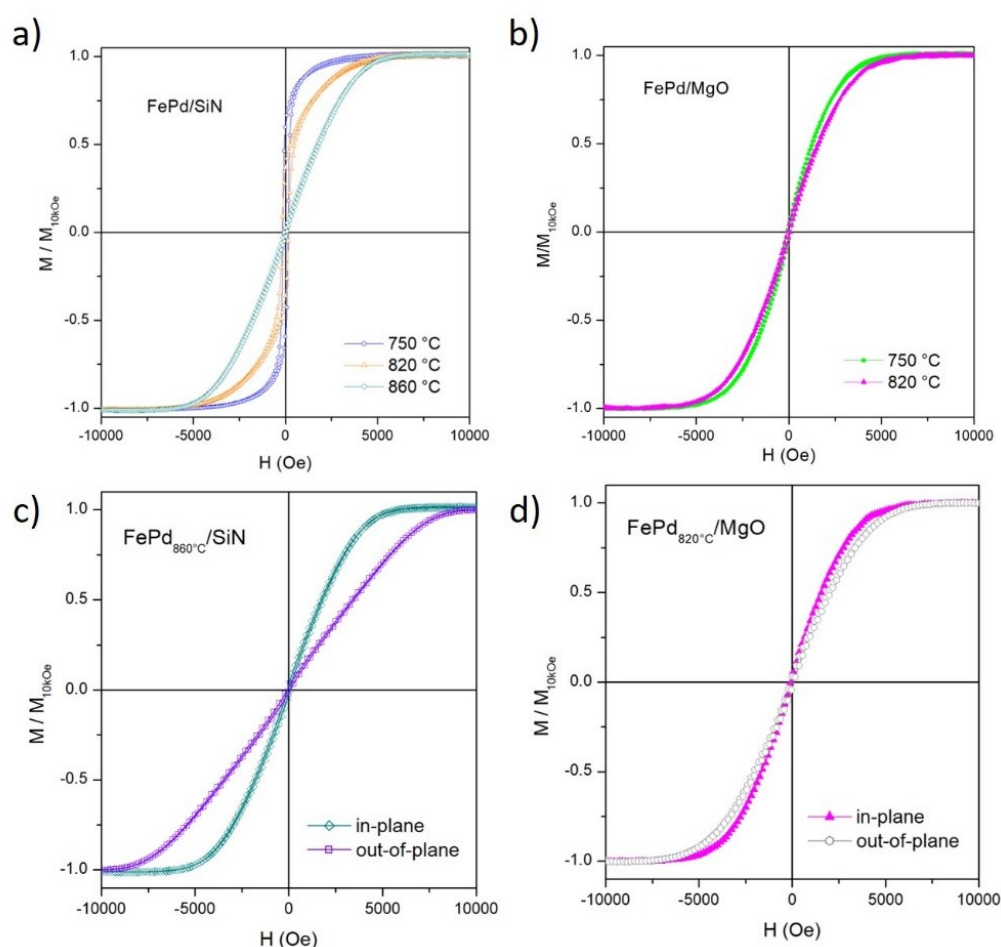 a)
1.0
0.5
0.0
-0.5
-1.0
M / M10kOe
FePd/SiN
750 °C
820 °C
860 °C
-10000 -5000 0 5000 10000
H (Oe)
b)
1.0
0.5
0.0
-0.5
-1.0
M/M10kOe
FePd/MgO
750 °C
820 °C
-10000 -5000 0 5000 10000
H (Oe)
c)
1.0
0.5
0.0
-0.5
-1.0
M / M10kOe
FePd860°C/SiN
in-plane
out-of-plane
-10000 -5000 0 5000 10000
H (Oe)
d)
1.0
0.5
0.0
-0.5
-1.0
M / M10kOe
FePd820°C/MgO
in-plane
out-of-plane
-10000 -5000 0 5000 10000
H (Oe)